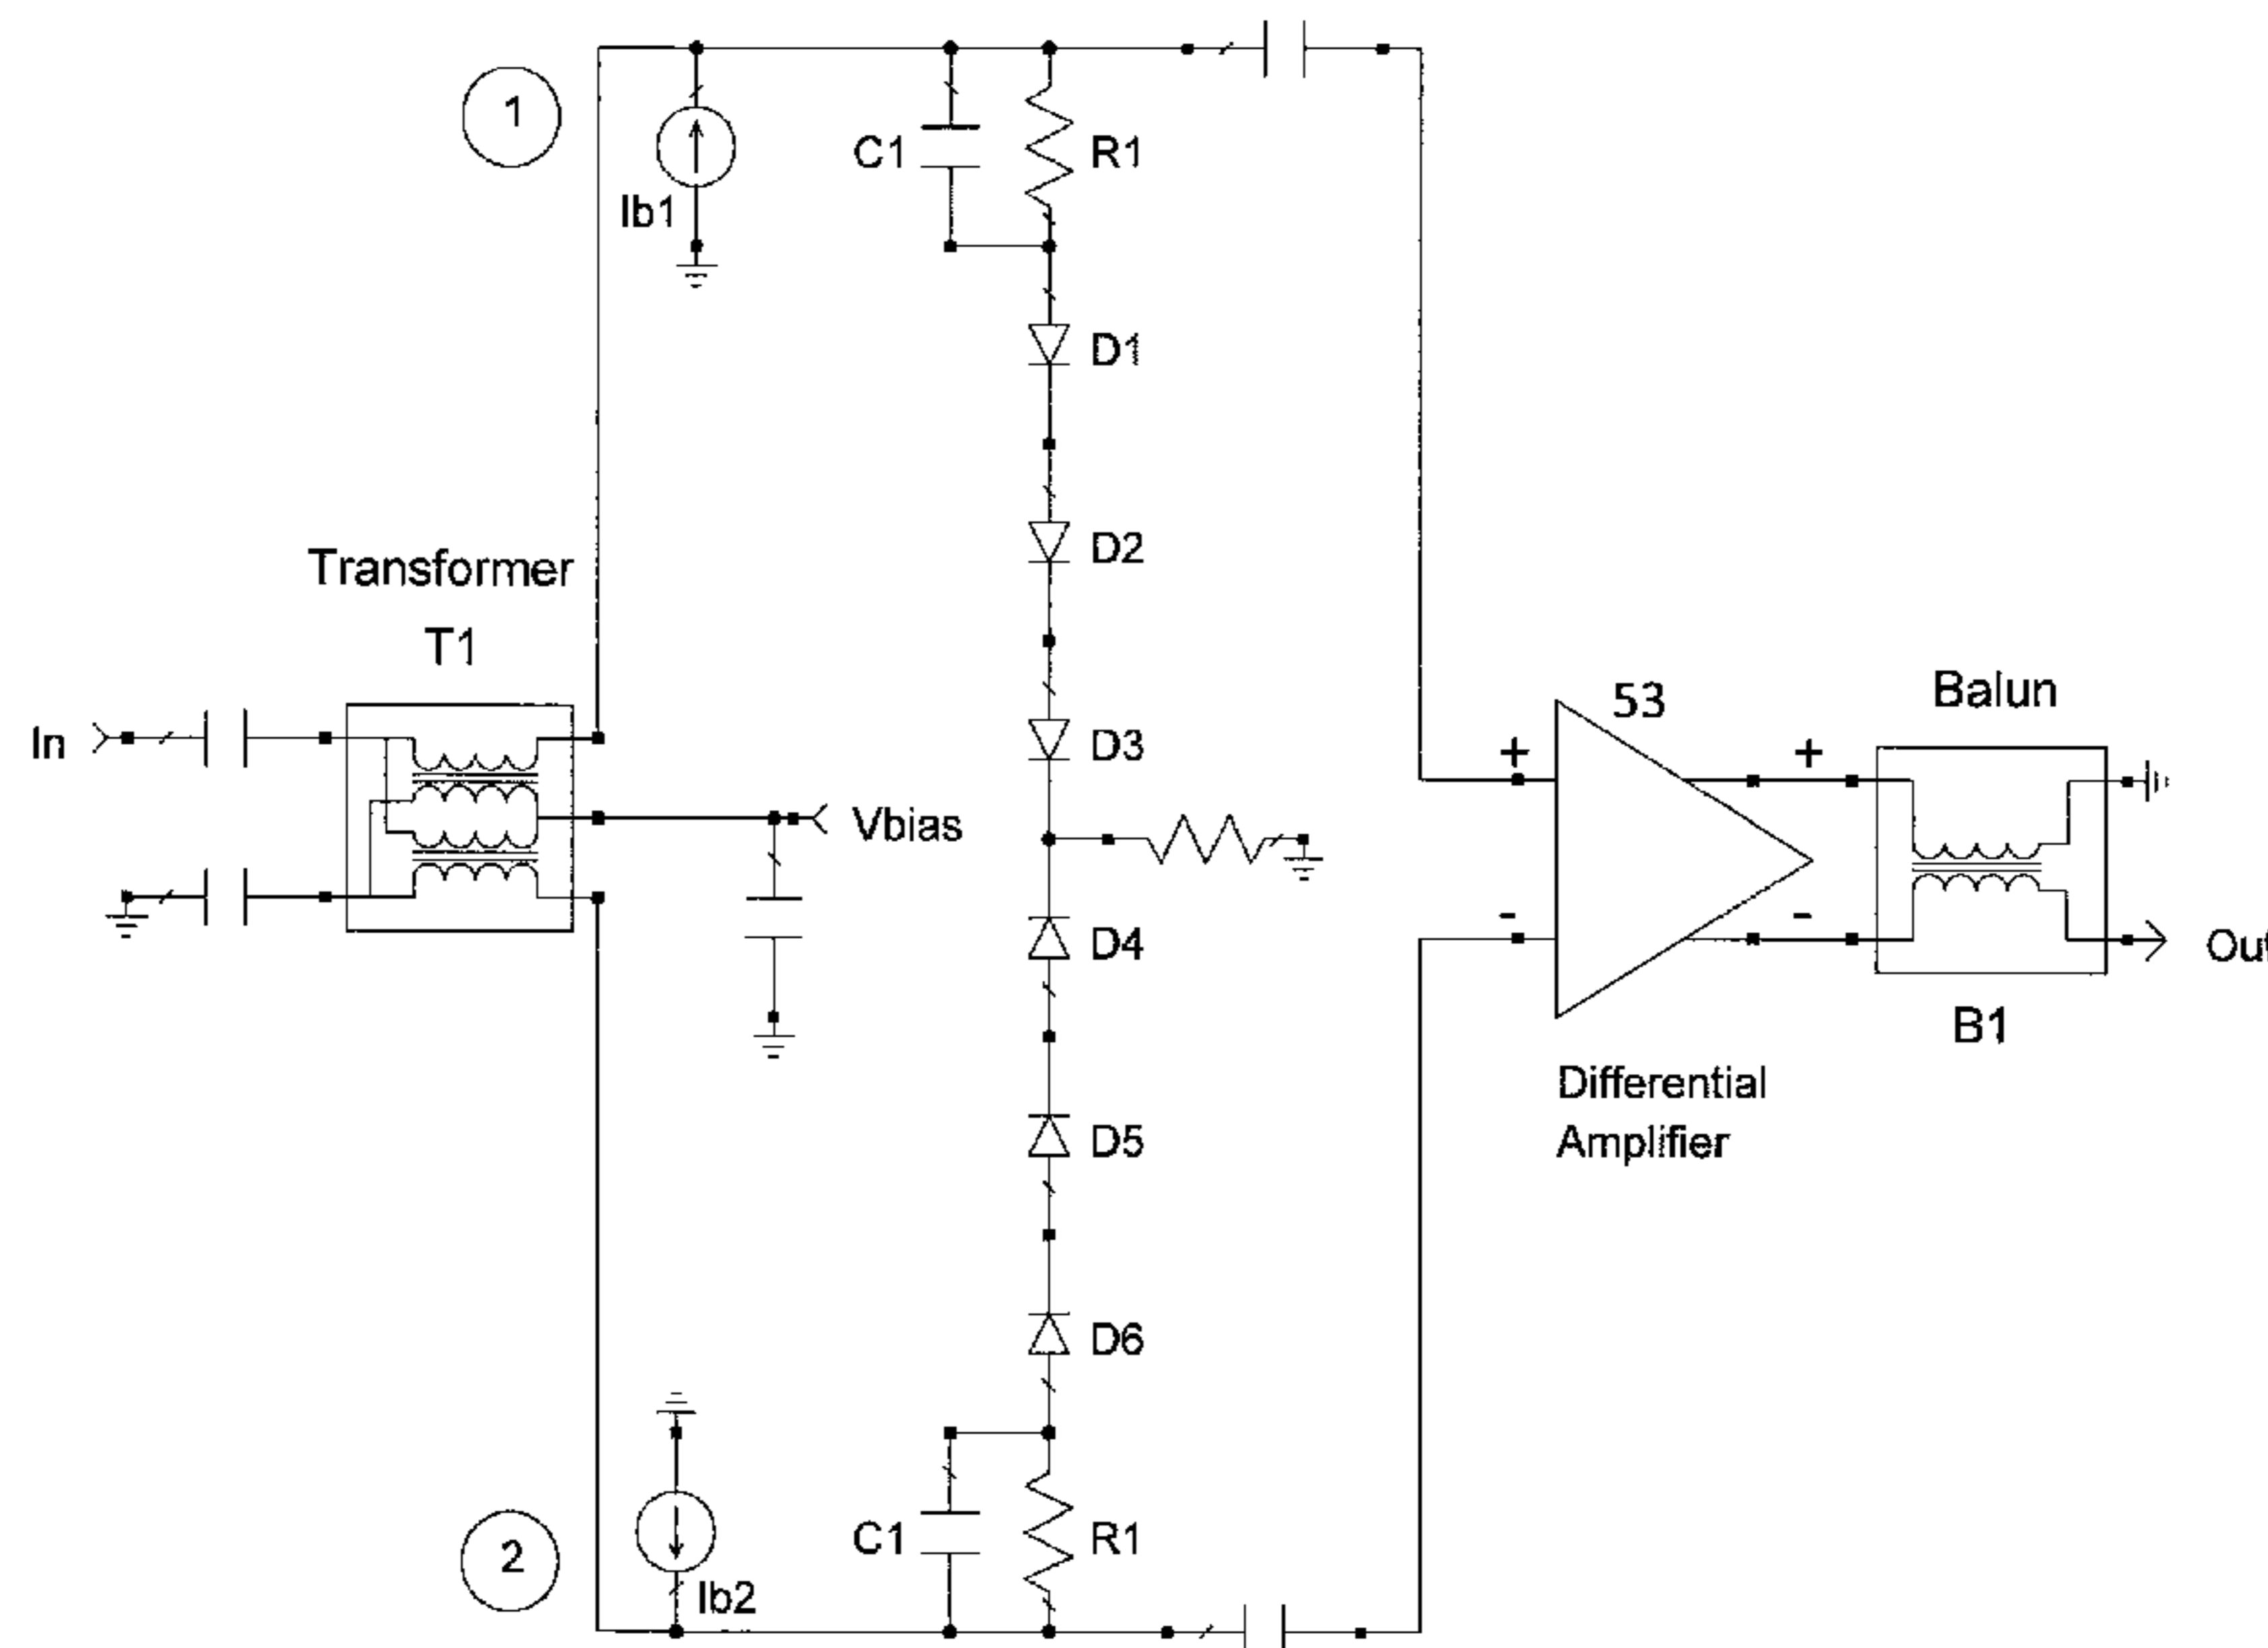 1
Ib1
C1
R1
D1
D2
Transformer
T1
D3
In
Vbias
53
Balun
+
+
-
-
D4
Out
B1
Differential
Amplifier
D5
D6
2
Ib2
C1
R1